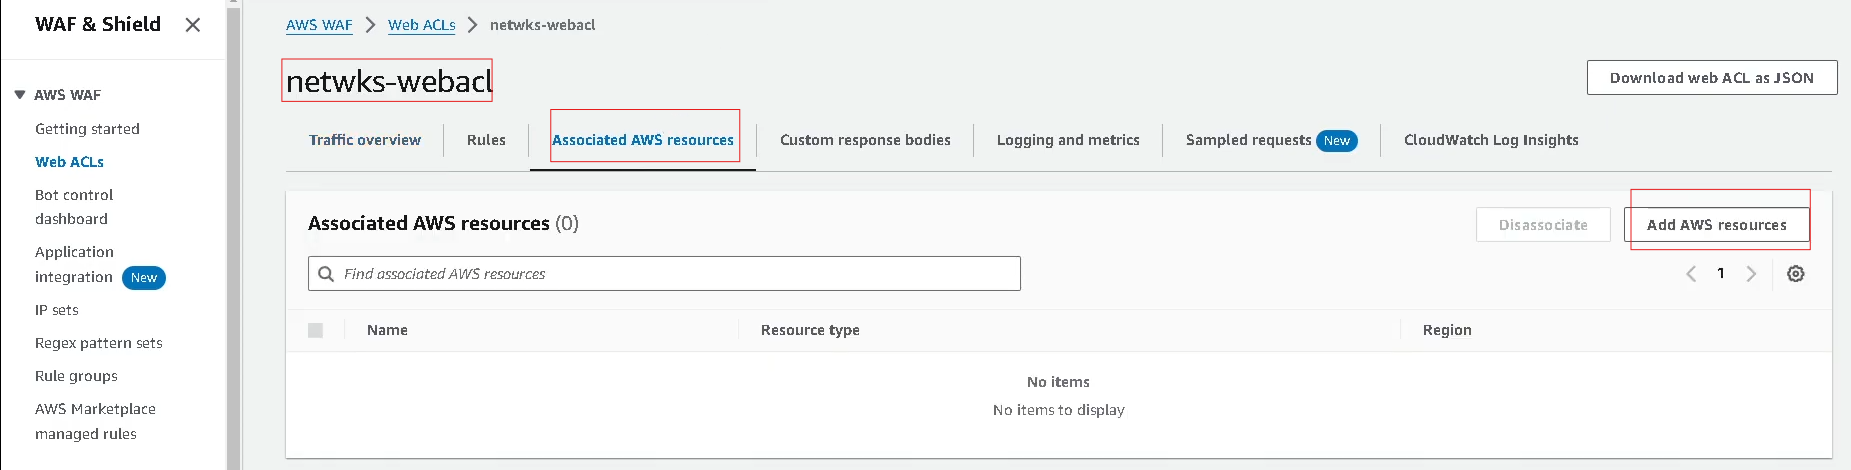 WAF & Shield
AWS WAF
Getting started
Web ACLs
Bot control
dashboard
Application
integration New
IP sets
Regex pattern sets
Rule groups
AWS Marketplace
managed rules
AWS WAF > Web ACLs > netwks-webacl
netwks-webacl
Download web ACL as JSON
Traffic overview Rules Associated AWS resources Custom response bodies Logging and metrics Sampled requests New CloudWatch Log Insights
Associated AWS resources (0)
Disassociate Add AWS resources
Find associated AWS resources
1
Name Resource type Region
No items
No items to display